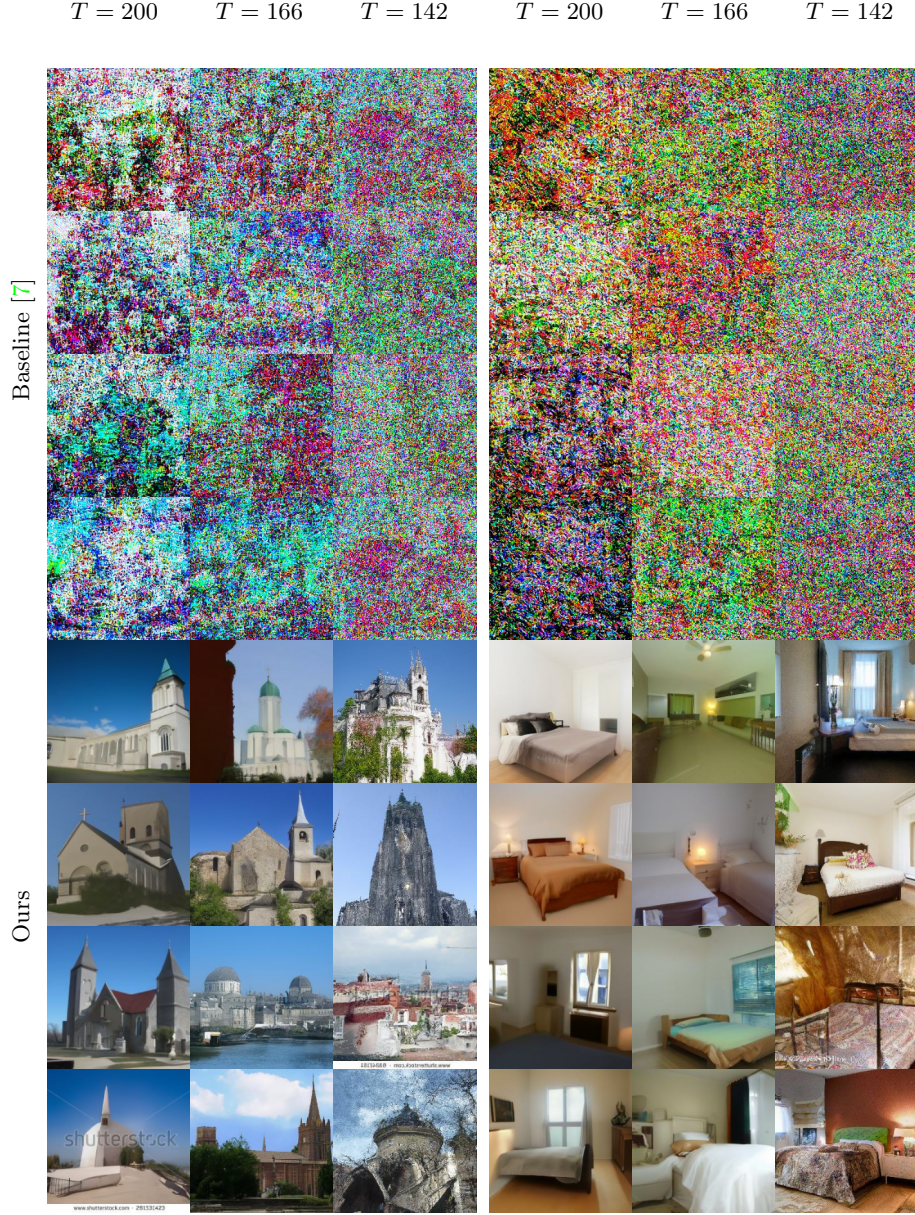 T = 200 T = 166 T = 142 T = 200 T = 166 T = 142
Baseline [7]
Ours
shutterstock